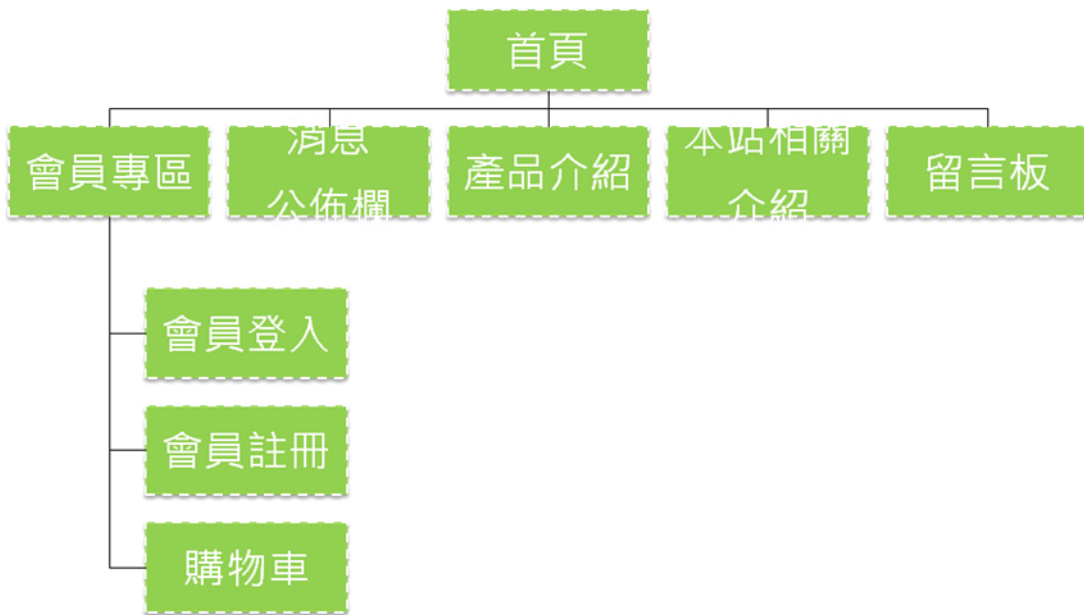 首頁
會員專區
消息
公佈欄
產品介紹
本站相關
介紹
留言板
會員登入
會員註冊
購物車